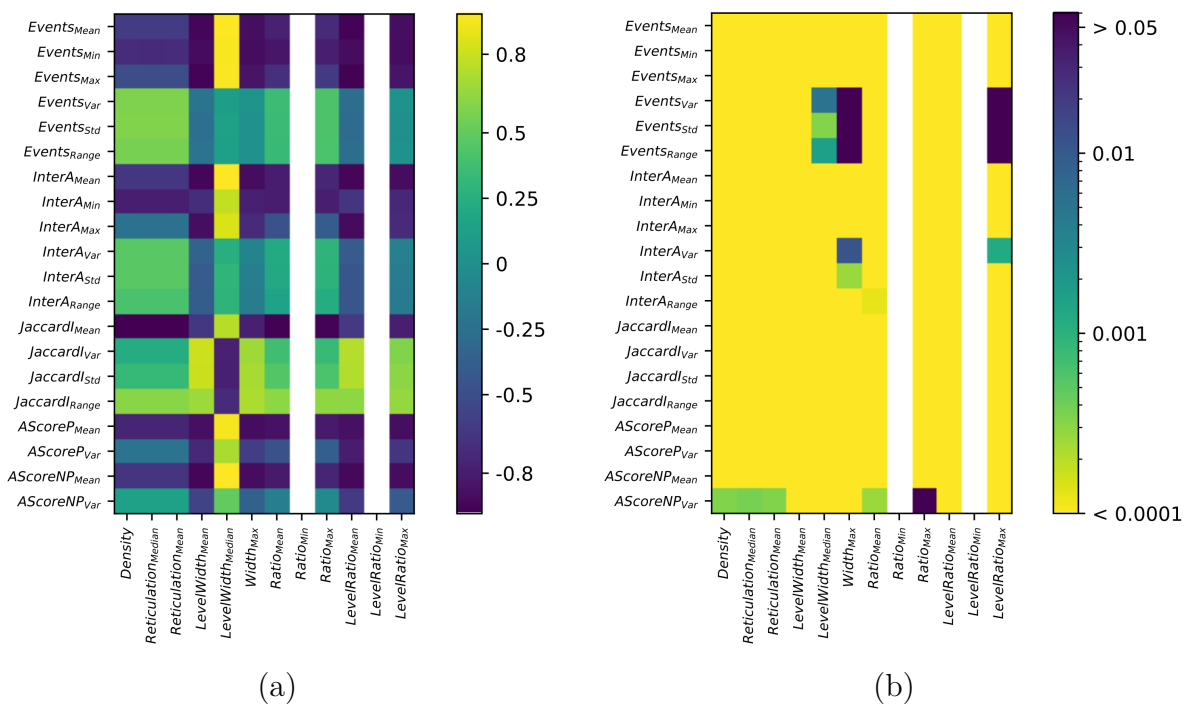 Events_Mean
Events_Min
Events_Max
Events_Var
Events_Std
Events_Range
InterA_Mean
InterA_Min
InterA_Max
InterA_Var
InterA_Std
InterA_Range
JaccardI_Mean
JaccardI_Var
JaccardI_Std
JaccardI_Range
AScoreP_Mean
AScoreP_Var
AScoreNP_Mean
AScoreNP_Var
Density
Reticulation_Median
Reticulation_Mean
LevelWidth_Mean
LevelWidth_Median
Width_Max
Ratio_Mean
Ratio_Min
Ratio_Max
LevelRatio_Mean
LevelRatio_Min
LevelRatio_Max
0.8
0.5
0.25
0
-0.25
-0.5
-0.8
(a)
Events_Mean
Events_Min
Events_Max
Events_Var
Events_Std
Events_Range
InterA_Mean
InterA_Min
InterA_Max
InterA_Var
InterA_Std
InterA_Range
JaccardI_Mean
JaccardI_Var
JaccardI_Std
JaccardI_Range
AScoreP_Mean
AScoreP_Var
AScoreNP_Mean
AScoreNP_Var
Density
Reticulation_Median
Reticulation_Mean
LevelWidth_Mean
LevelWidth_Median
Width_Max
Ratio_Mean
Ratio_Min
Ratio_Max
LevelRatio_Mean
LevelRatio_Min
LevelRatio_Max
> 0.05
0.01
0.001
< 0.0001
(b)